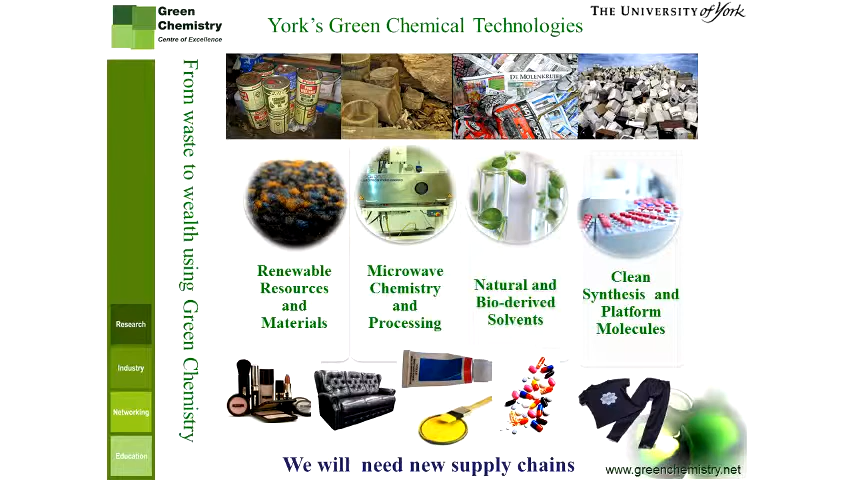 Green
Chemistry
Centre of Excellence
York's Green Chemical Technologies
THE UNIVERSITY of York
From waste to wealth using Green Chemistry
DE MOLENKRUIER
Renewable
Resources
and
Materials
Microwave
Chemistry
and
Processing
Natural and
Bio-derived
Solvents
Clean
Synthesis and
Platform
Molecules
Research
Industry
Networking
Education
We will need new supply chains
www.greenchemistry.net